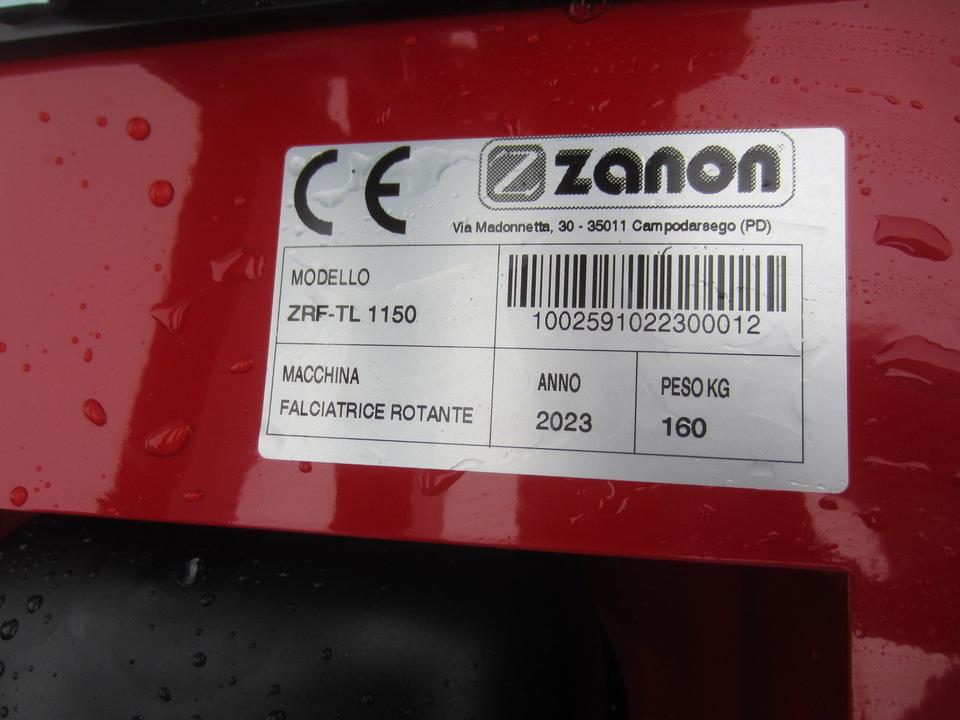 CE
Z zanon®
Via Madonnetta, 30 - 35011 Campodarsego (PD)
MODELLO
ZRF-TL 1150
1002591022300012
MACCHINA
FALCIATRICE ROTANTE
ANNO
2023
PESO KG
160